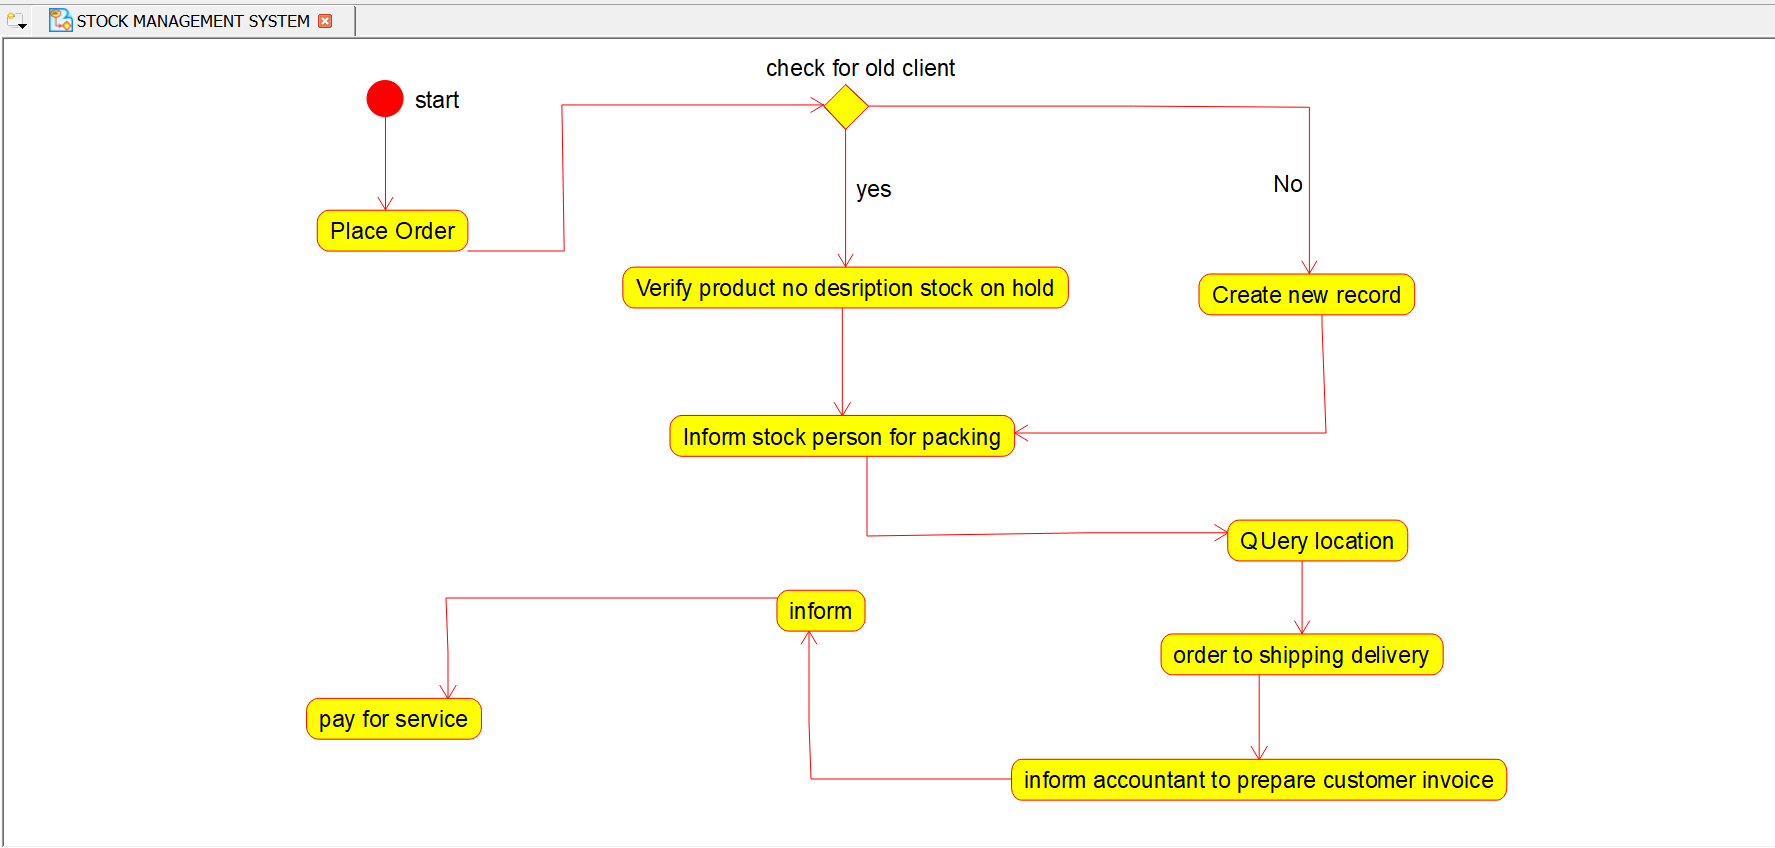 STOCK MANAGEMENT SYSTEM
check for old client
start
yes
No
Place Order
Verify product no desription stock on hold
Create new record
Inform stock person for packing
QUery location
inform
order to shipping delivery
pay for service
inform accountant to prepare customer invoice